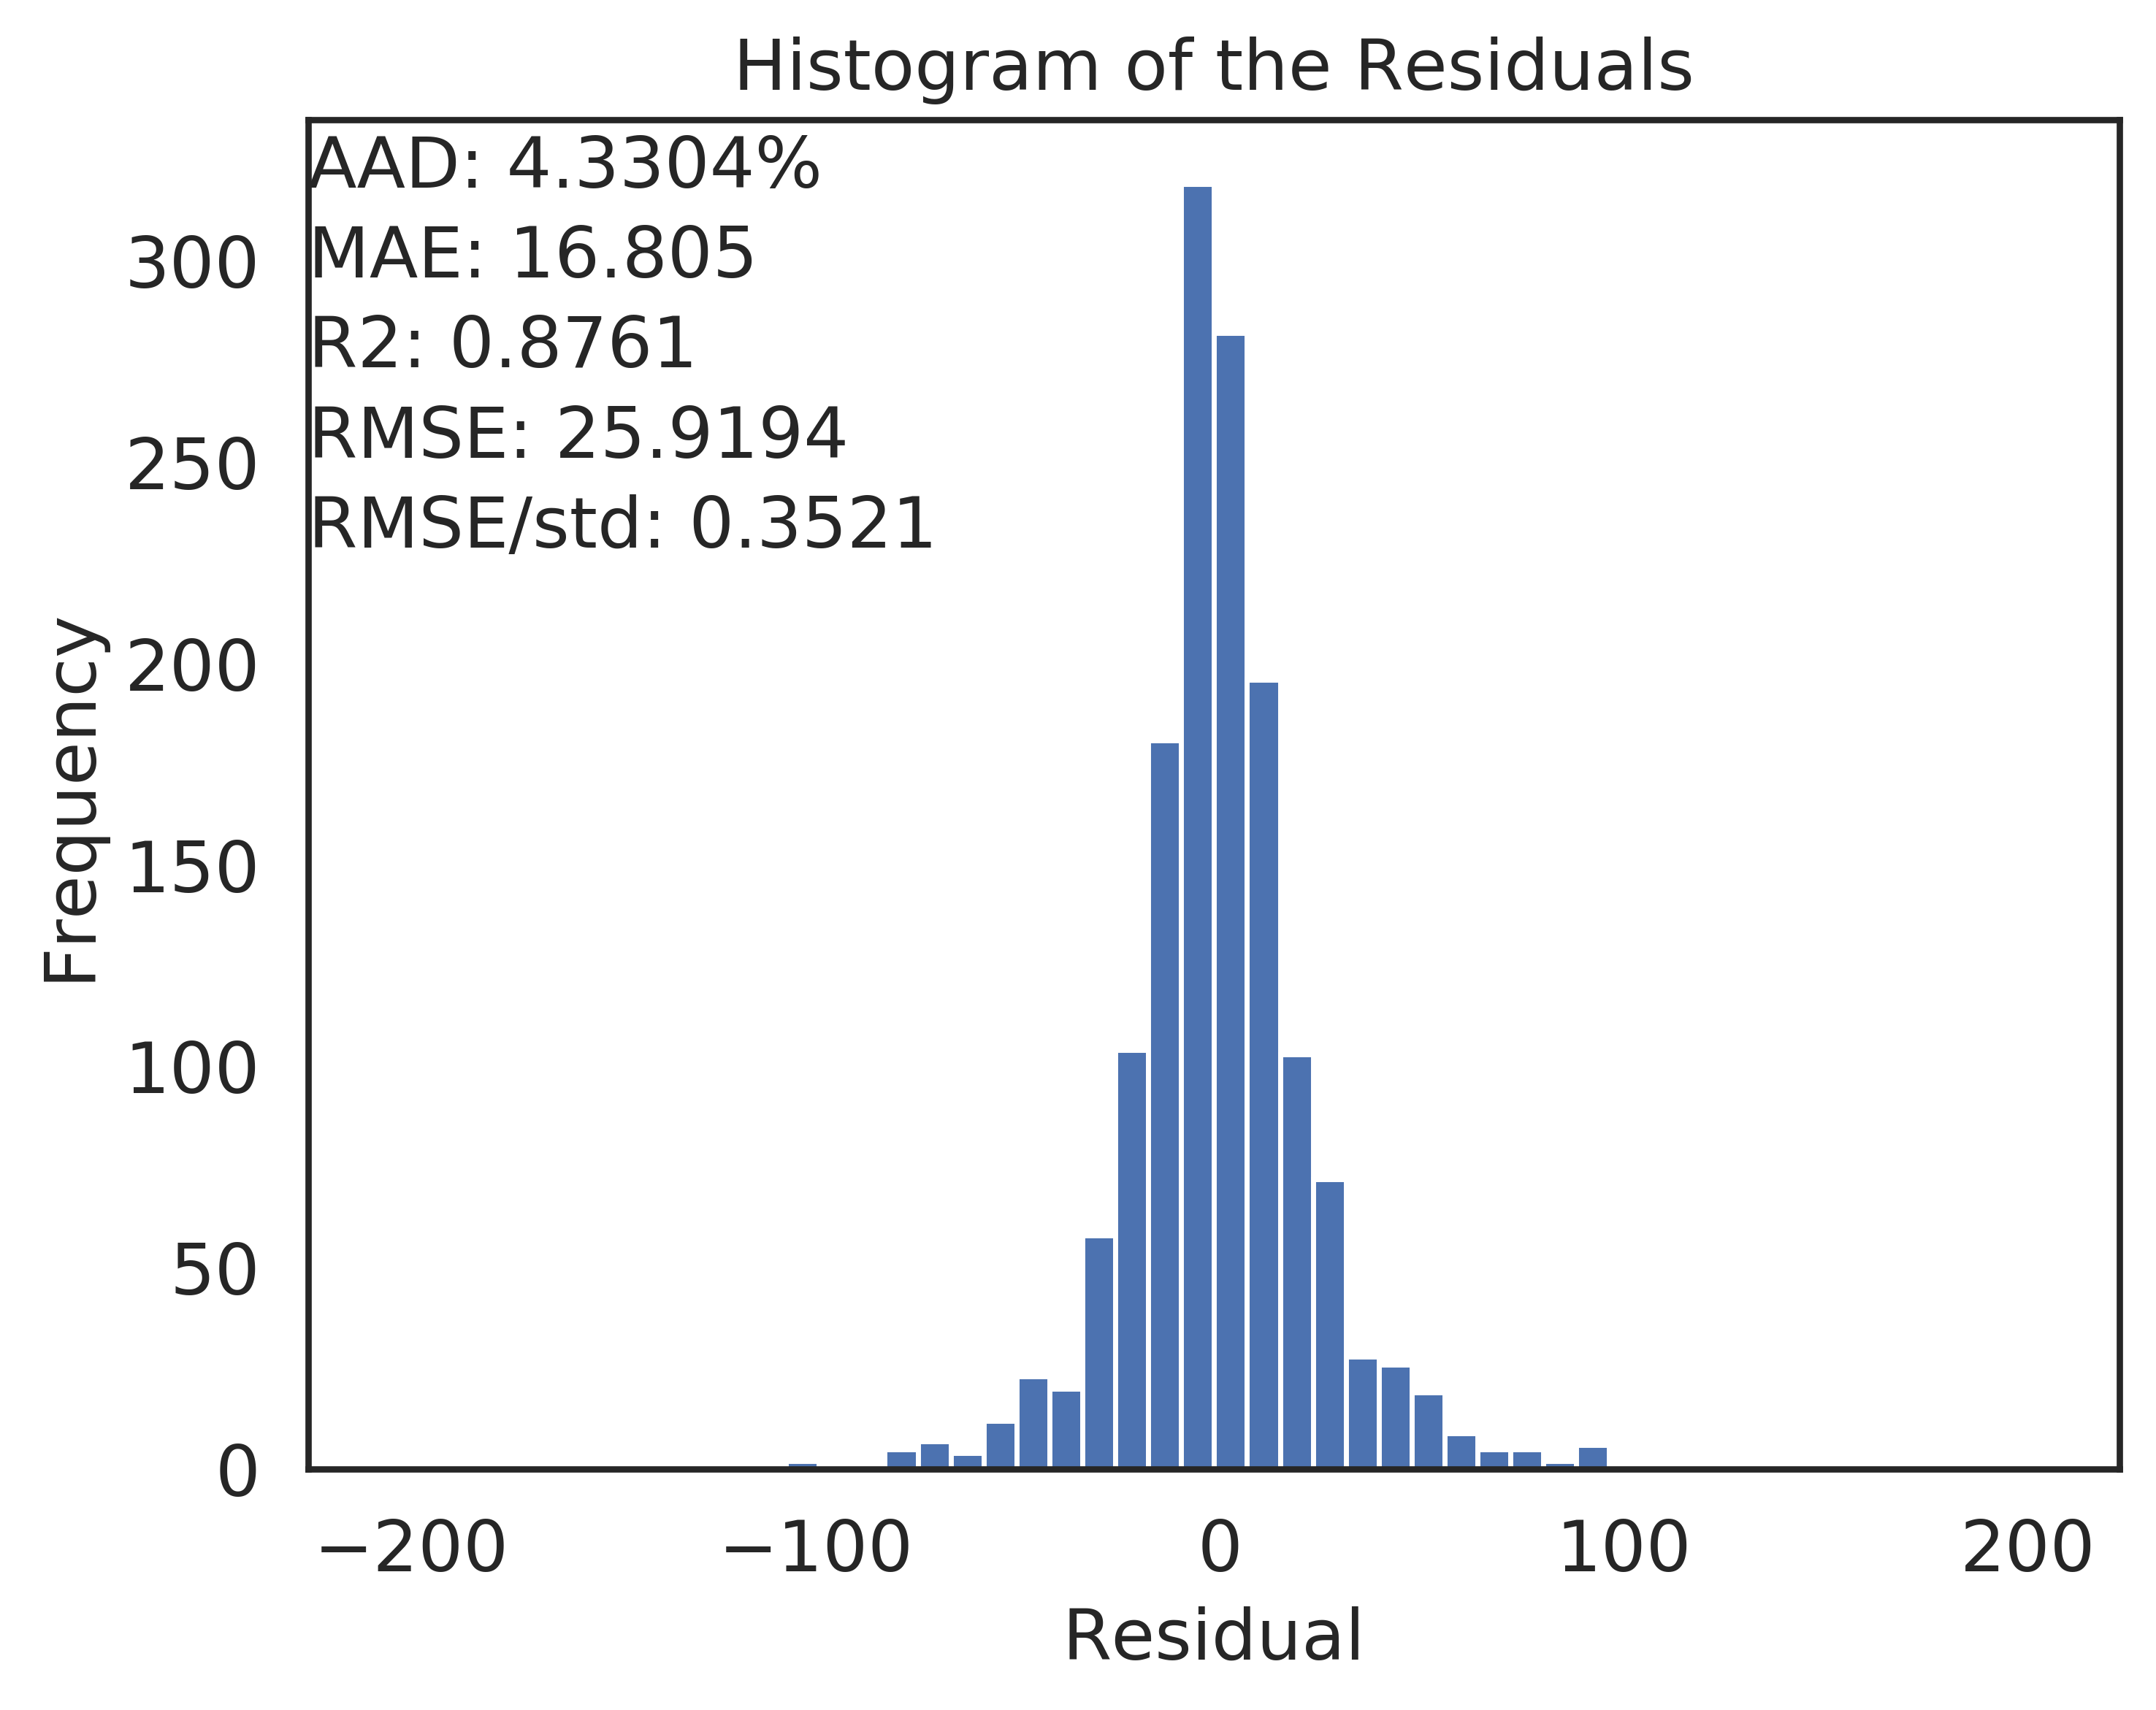 Histogram of the Residuals
AAD: 4.3304%
MAE: 16.805
R2: 0.8761
RMSE: 25.9194
RMSE/std: 0.3521
Frequency
300
250
200
150
100
50
0
−200 −100 0 100 200
Residual